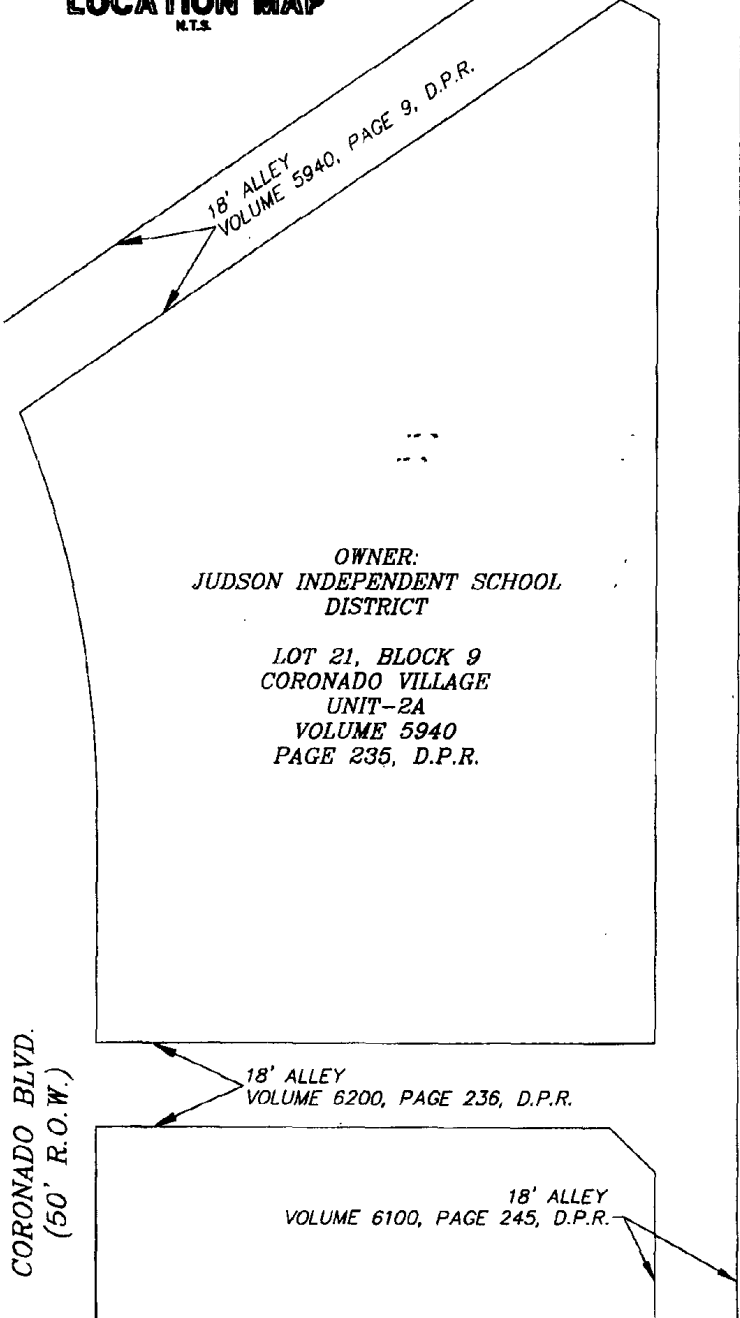 LOCATION MAP
N.T.S.
18' ALLEY
VOLUME 5940, PAGE 9, D.P.R.
OWNER:
JUDSON INDEPENDENT SCHOOL
DISTRICT
LOT 21, BLOCK 9
CORONADO VILLAGE
UNIT-2A
VOLUME 5940
PAGE 235, D.P.R.
CORONADO BLVD.
(50' R.O.W.)
18' ALLEY
VOLUME 6200, PAGE 236, D.P.R.
18' ALLEY
VOLUME 6100, PAGE 245, D.P.R.